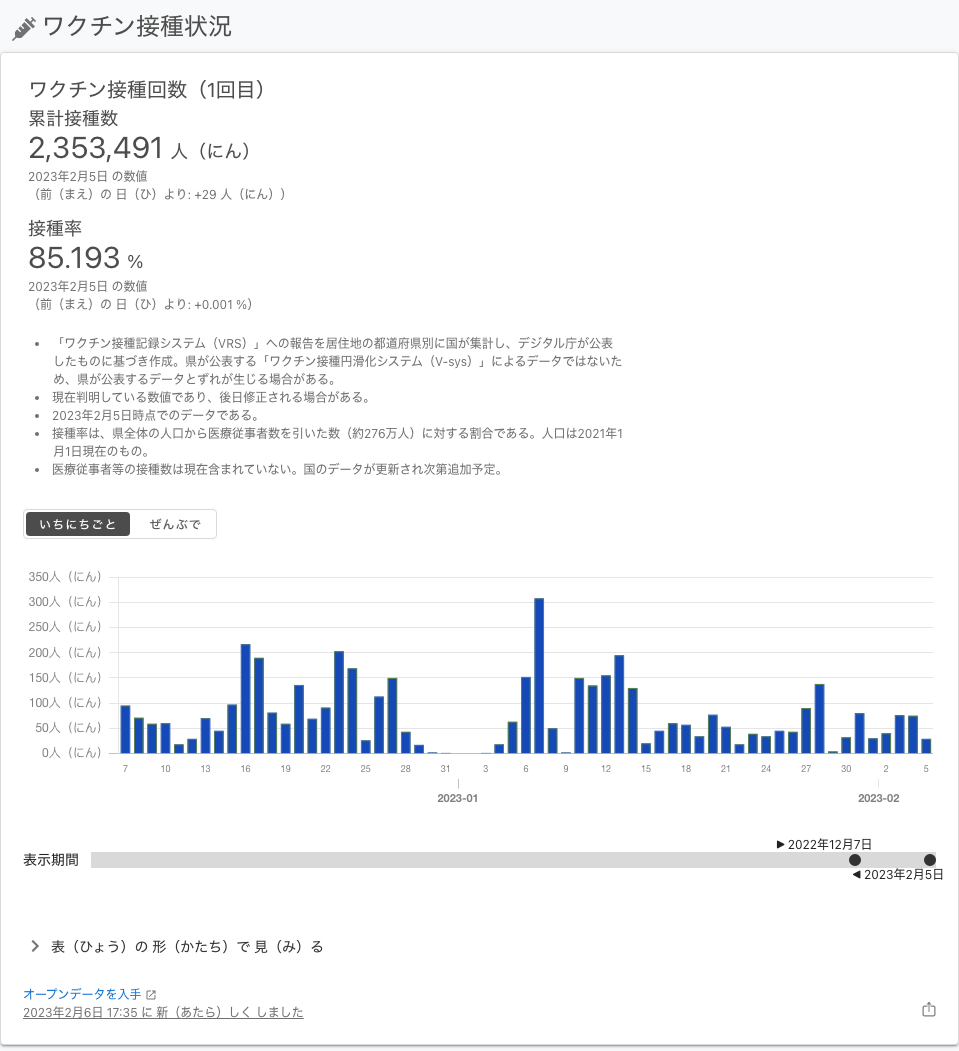 ワクチン接種状況
ワクチン接種回数（1回目）
累計接種数
2,353,491 人（にん）
2023年2月5日 の数値
（前（まえ）の 日（ひ）より: +29 人（にん））
接種率
85.193 %
2023年2月5日 の数値
（前（まえ）の 日（ひ）より: +0.001 %）
• 「ワクチン接種記録システム（VRS）」への報告を居住地の都道府県別に国が集計し、デジタル庁が公表
したものに基づき作成。県が公表する「ワクチン接種円滑化システム（V-sys）」によるデータではないた
め、県が公表するデータとずれが生じる場合がある。
• 現在判明している数値であり、後日修正される場合がある。
• 2023年2月5日時点でのデータである。
• 接種率は、県全体の人口から医療従事者数を引いた数（約276万人）に対する割合である。人口は2021年1
月1日現在のもの。
• 医療従事者等の接種数は現在含まれていない。国のデータが更新され次第追加予定。
いちにちごと ぜんぶで
350人（にん）
300人（にん）
250人（にん）
200人（にん）
150人（にん）
100人（にん）
50人（にん）
0人（にん）
7 10 13 16 19 22 25 28 31 3 6 9 12 15 18 21 24 27 30 2 5
2023-01 2023-02
▶ 2022年12月7日
表示期間
◀ 2023年2月5日
表（ひょう）の 形（かたち）で 見（み）る
オープンデータを入手
2023年2月6日 17:35 に 新（あたら）しく しました